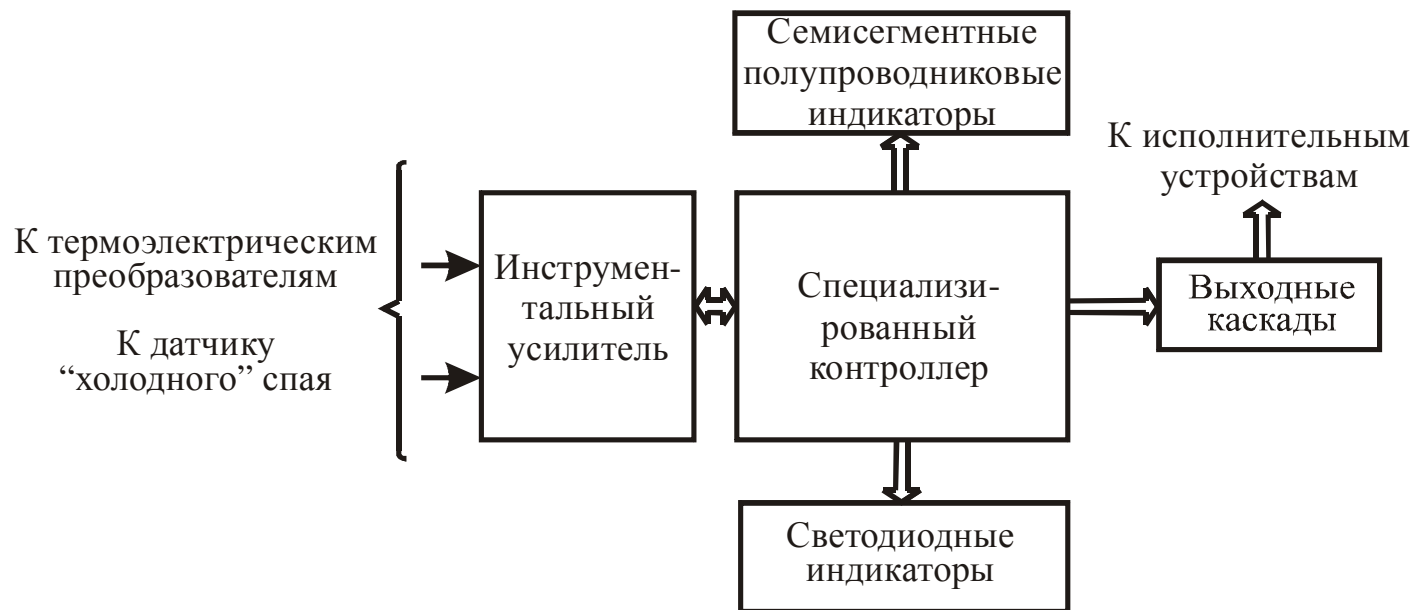 Семисегментные
полупроводниковые
индикаторы
К исполнительным
устройствам
К термоэлектрическим
преобразователям
К датчику
“холодного” спая
Инструмен-
тальный
усилитель
Специализи-
рованный
контроллер
Выходные
каскады
Светодиодные
индикаторы